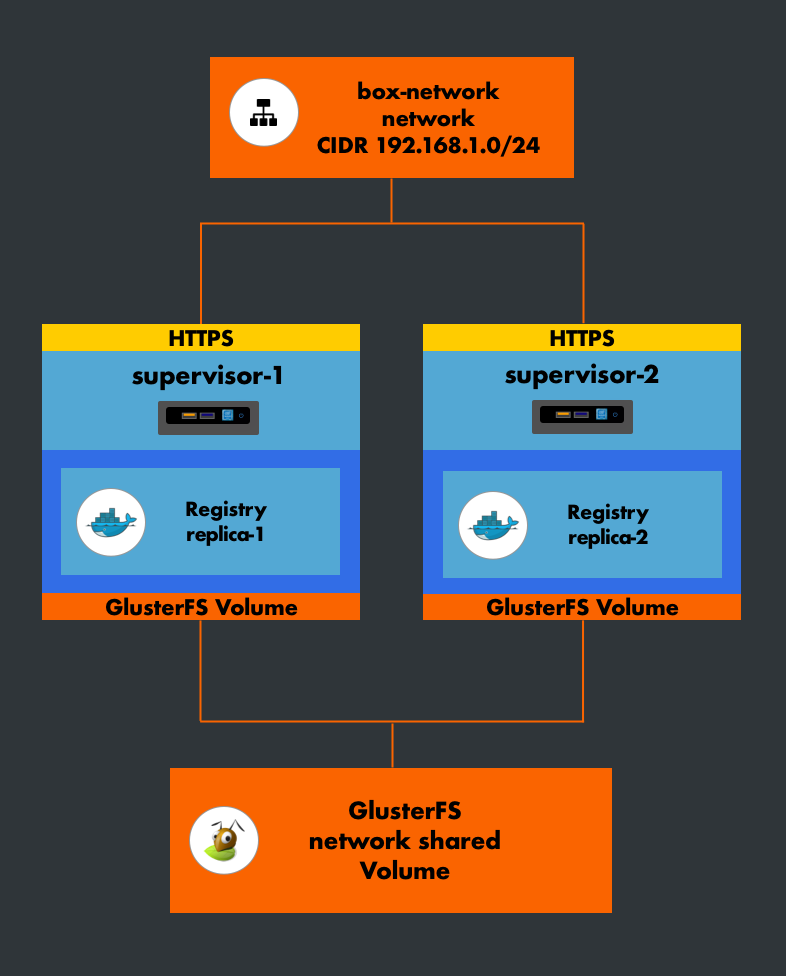 box-network
network
CIDR 192.168.1.0/24
HTTPS
supervisor-1
Registry
replica-1
GlusterFS Volume
HTTPS
supervisor-2
Registry
replica-2
GlusterFS Volume
GlusterFS
network shared
Volume